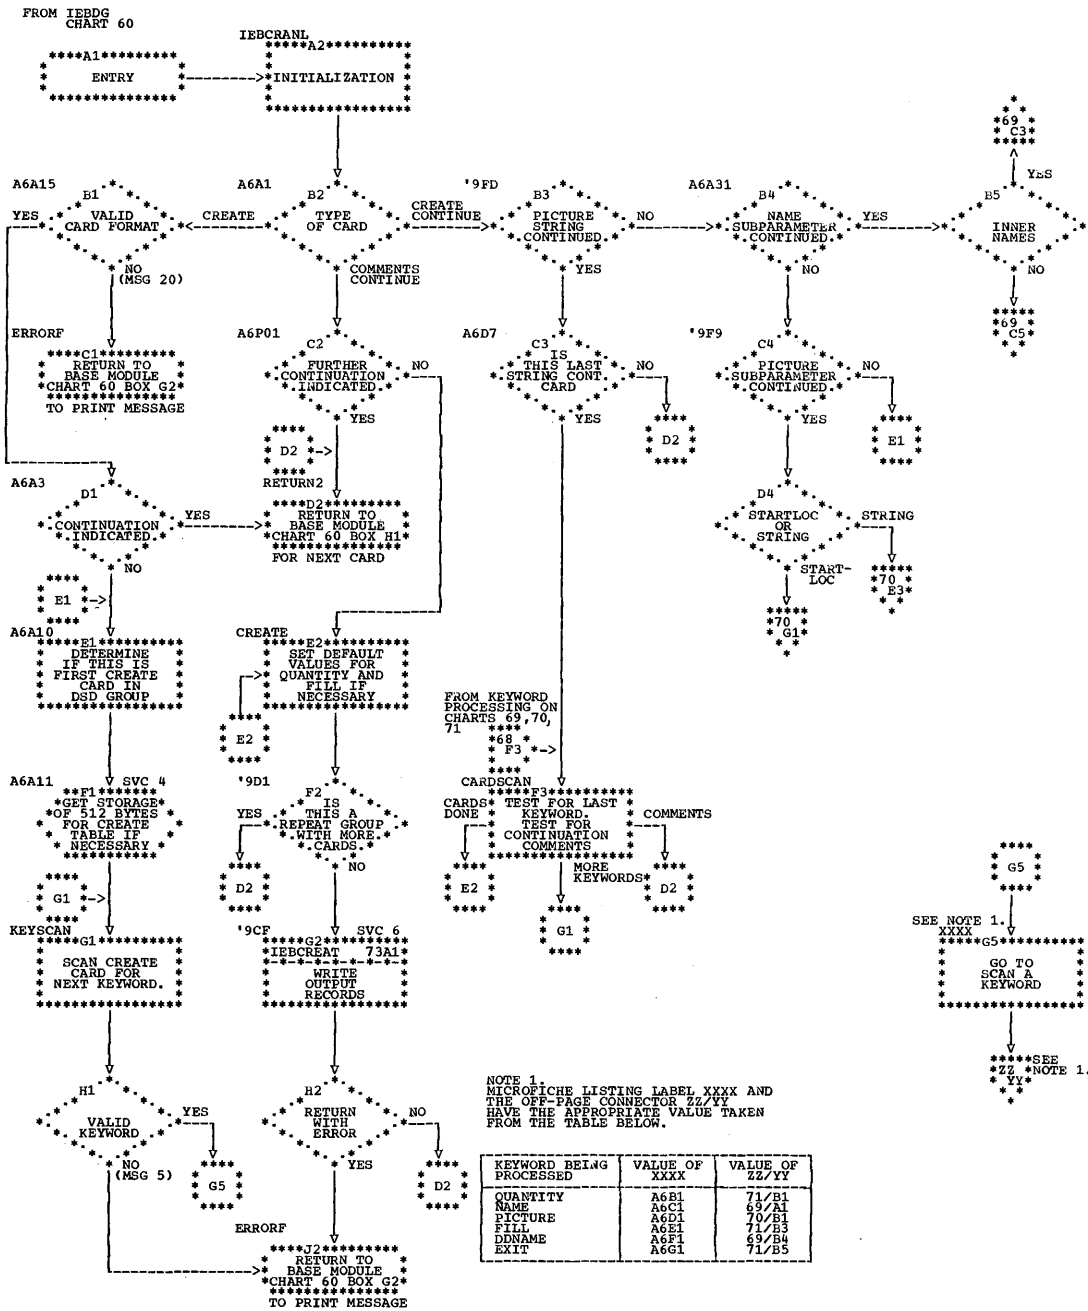 FROM IEBDG
CHART 60
IEBCRANL
A1
ENTRY
A2
INITIALIZATION
69
C3
YES
A6A15
B1
VALID
CARD FORMAT
YES
NO
(MSG 20)
CREATE
A6A1
B2
TYPE
OF CARD
CREATE
CONTINUE
COMMENTS
CONTINUE
'9FD
B3
PICTURE
STRING
CONTINUED
NO
YES
A6A31
B4
NAME
SUBPARAMETER
CONTINUED
YES
NO
B5
INNER
NAMES
NO
69
C5
ERRORF
C1
RETURN TO
BASE MODULE
CHART 60 BOX G2
TO PRINT MESSAGE
A6P01
C2
FURTHER
CONTINUATION
INDICATED
NO
YES
D2
RETURN2
A6D7
C3
IS
THIS LAST
STRING CONT.
CARD
NO
YES
D2
'9F9
C4
PICTURE
SUBPARAMETER
CONTINUED
NO
YES
E1
A6A3
D1
CONTINUATION
INDICATED
YES
NO
D2
RETURN TO
BASE MODULE
CHART 60 BOX H1
FOR NEXT CARD
D4
STARTLOC
OR
STRING
STRING
START-
LOC
70
E3
70
G1
E1
A6A10
E1
DETERMINE
IF THIS IS
FIRST CREATE
CARD IN
DSD GROUP
CREATE
E2
SET DEFAULT
VALUES FOR
QUANTITY AND
FILL IF
NECESSARY
E2
FROM KEYWORD
PROCESSING ON
CHARTS 69,70,
71
68
F3
A6A11
SVC 4
F1
GET STORAGE
OF 512 BYTES
FOR CREATE
TABLE IF
NECESSARY
'9D1
F2
IS
THIS A
REPEAT GROUP
WITH MORE
CARDS
YES
NO
D2
CARDSCAN
F3
TEST FOR LAST
KEYWORD.
TEST FOR
CONTINUATION
COMMENTS
CARDS
DONE
COMMENTS
MORE
KEYWORDS
E2
D2
G1
G5
G1
KEYSCAN
G1
SCAN CREATE
CARD FOR
NEXT KEYWORD.
'9CF
SVC 6
G2
IEBCREAT 73A1
WRITE
OUTPUT
RECORDS
SEE NOTE 1.
XXXX
G5
GO TO
SCAN A
KEYWORD
ZZ
YY
SEE
NOTE 1.
H1
VALID
KEYWORD
YES
NO
(MSG 5)
G5
H2
RETURN
WITH
ERROR
NO
YES
D2
NOTE 1.
MICROFICHE LISTING LABEL XXXX AND
THE OFF-PAGE CONNECTOR ZZ/YY
HAVE THE APPROPRIATE VALUE TAKEN
FROM THE TABLE BELOW.
KEYWORD BEING VALUE OF VALUE OF
PROCESSED XXXX ZZ/YY
QUANTITY A6B1 71/B1
NAME A6C1 69/A1
PICTURE A6D1 70/B1
FILL A6E1 71/B3
DDNAME A6F1 69/B4
EXIT A6G1 71/B5
ERRORF
J2
RETURN TO
BASE MODULE
CHART 60 BOX G2
TO PRINT MESSAGE